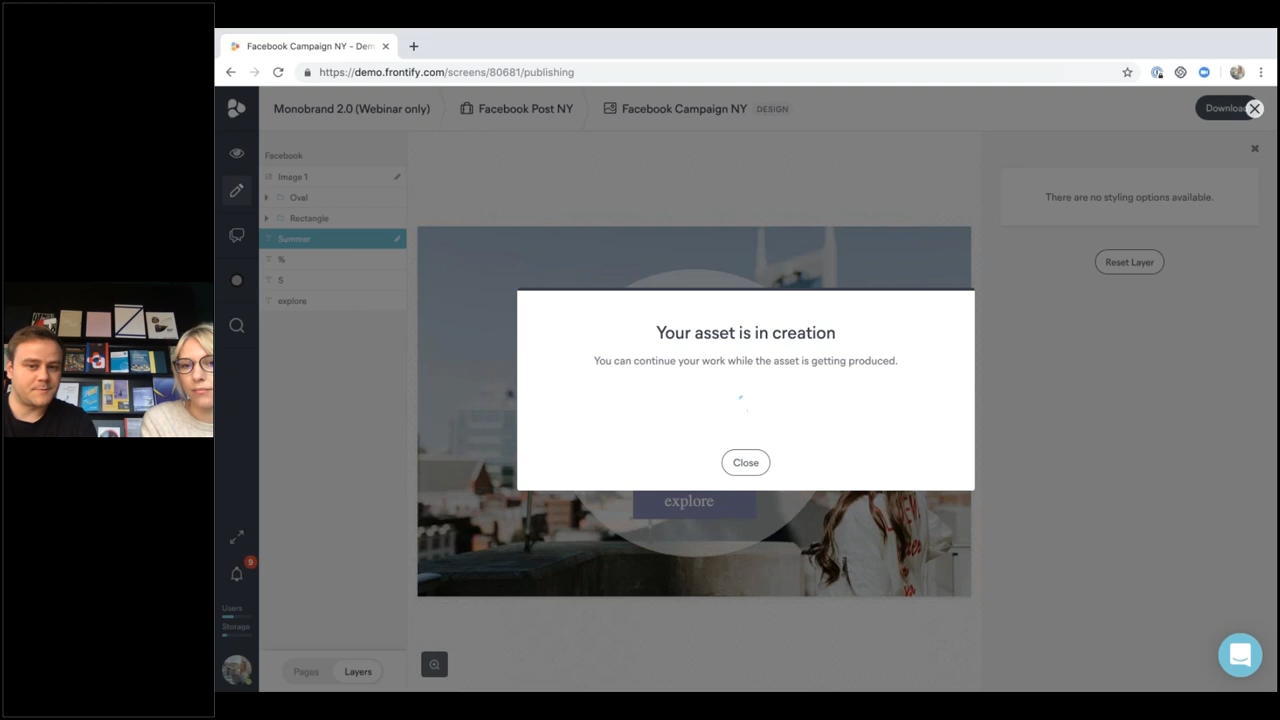 Facebook Campaign NY - Dem
https://demo.frontify.com/screens/80681/publishing
Monobrand 2.0 (Webinar only)
Facebook Post NY
Facebook Campaign NY
DESIGN
Download
Facebook
Image 1
Oval
Rectangle
Summer
%
S
explore
There are no styling options available.
Reset Layer
Your asset is in creation
You can continue your work while the asset is getting produced.
Close
explore
9
Users
Storage
Pages
Layers